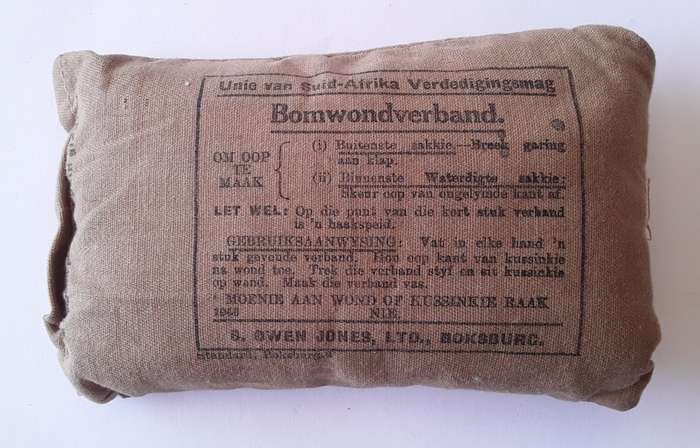 Unie van Suid-Afrika Verdedigingsmag
Bomwondverband.
OM OOP
TE
MAAK
(i) Buitenste sakkie.—Breek garing
aan klap.
(ii) Binnenste Waterdigte sakkie:
Skeur oop van ongelymde kant af.
LET WEL: Op die punt van die kort stuk verband
is 'n haakspeld.
GEBRUIKSAANWYSING: Vat in elke hand 'n
stuk gevoude verband. Hou oop kant van kussinkie
na wond toe. Trek die verband styf en sit kussinkie
op wand. Maak die verband vas.
MOENIE AAN WOND OF KUSSINKIE RAAK
NIE.
S. OWEN JONES, LTD., BOKSBURG.
Standard, Boksburg.